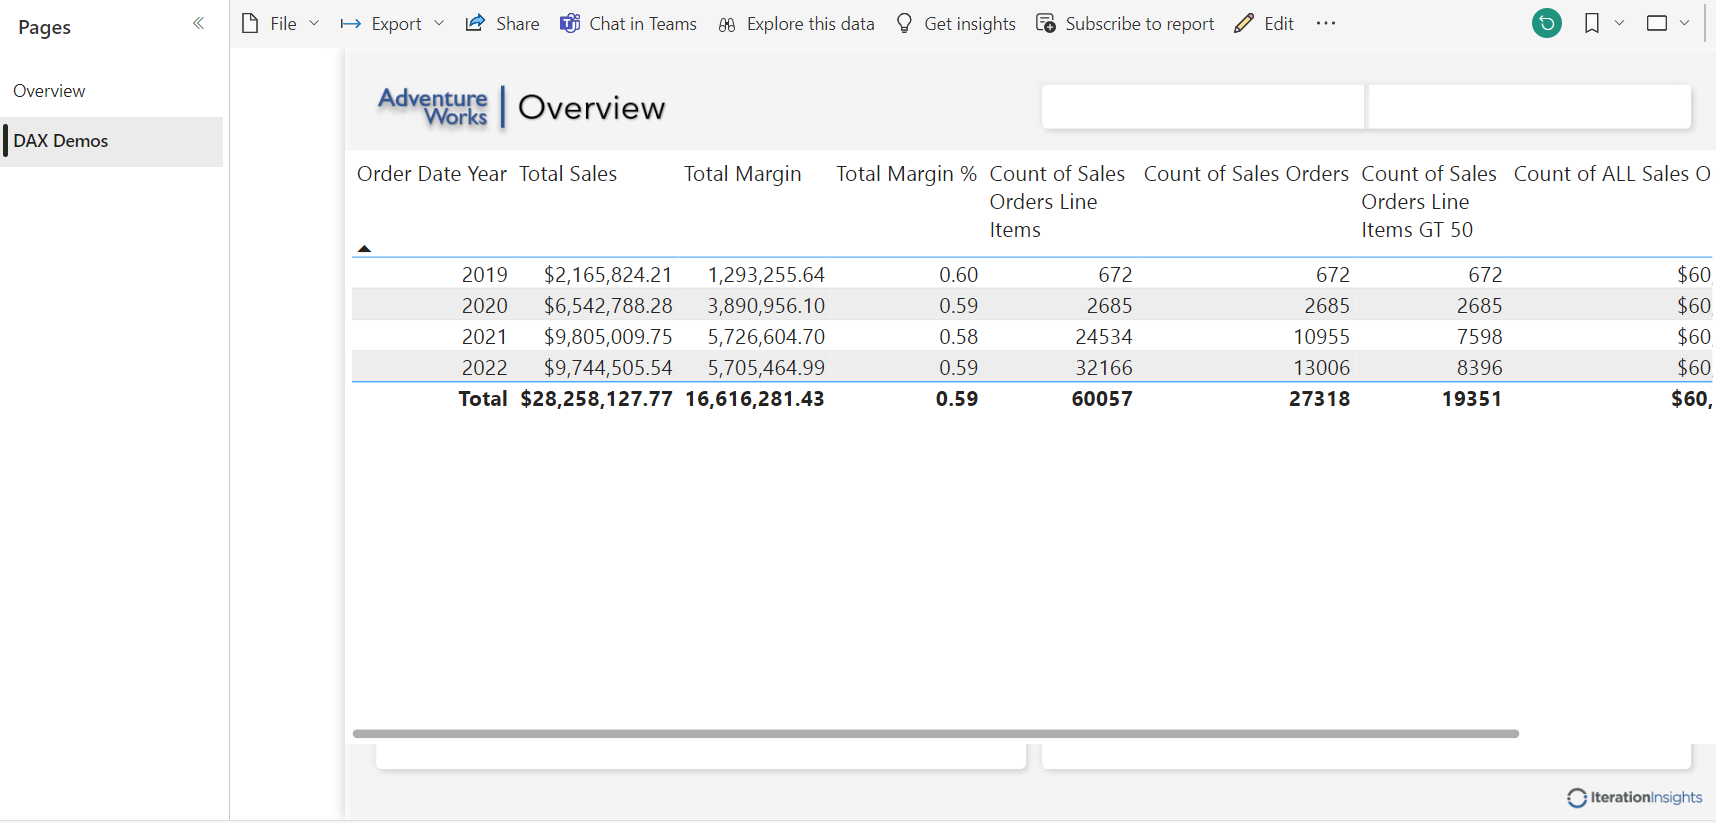 Pages
Overview
DAX Demos
File Export Share Chat in Teams Explore this data Get insights Subscribe to report Edit
Adventure
Works
Overview
Order Date Year Total Sales Total Margin Total Margin % Count of Sales Count of Sales Orders Count of Sales Count of ALL Sales O
Orders Line Orders Line
Items Items GT 50
2019 $2,165,824.21 1,293,255.64 0.60 672 672 672 $60,
2020 $6,542,788.28 3,890,956.10 0.59 2685 2685 2685 $60,
2021 $9,805,009.75 5,726,604.70 0.58 24534 10955 7598 $60,
2022 $9,744,505.54 5,705,464.99 0.59 32166 13006 8396 $60,
Total $28,258,127.77 16,616,281.43 0.59 60057 27318 19351 $60,
IterationInsights